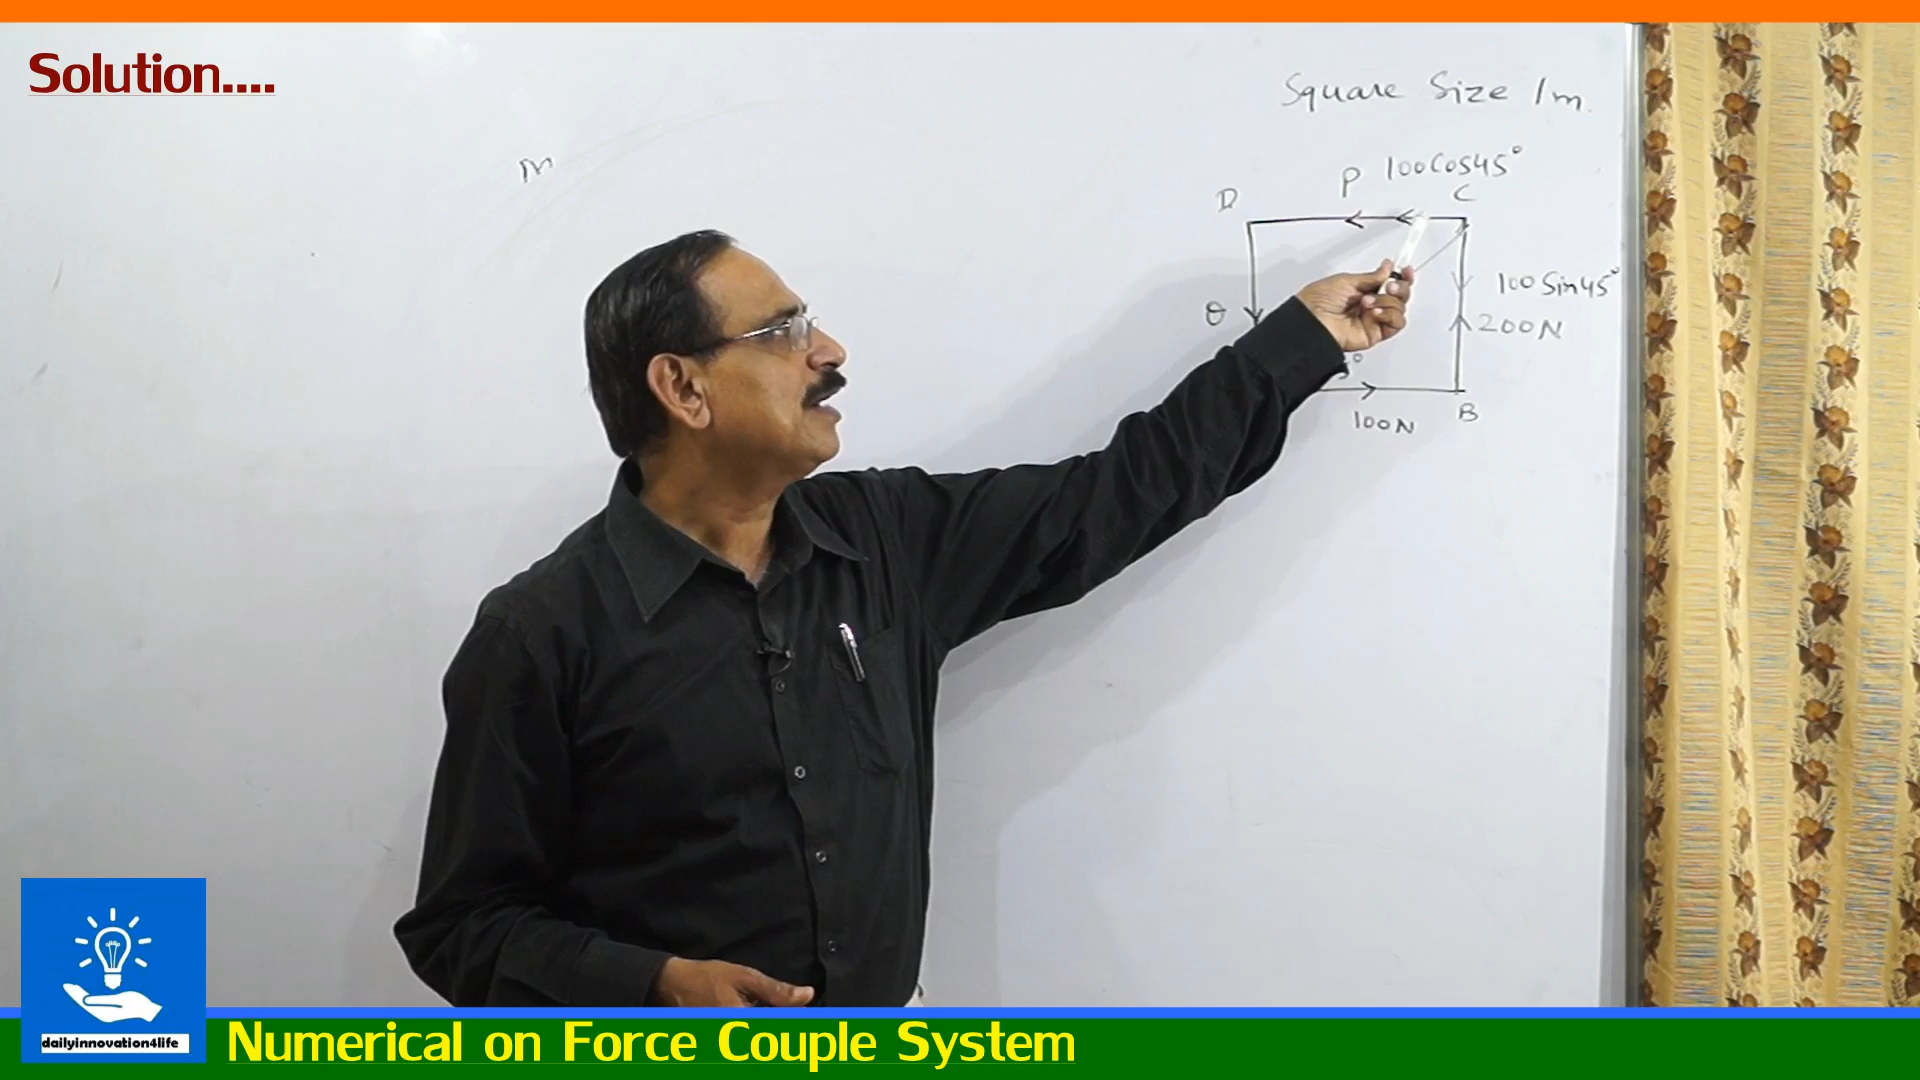 Solution....
Square Size 1m.
m
P 100Cos45°
D C
100Sin45°
θ 200N
B
100N
dailyinnovation4life
Numerical on Force Couple System